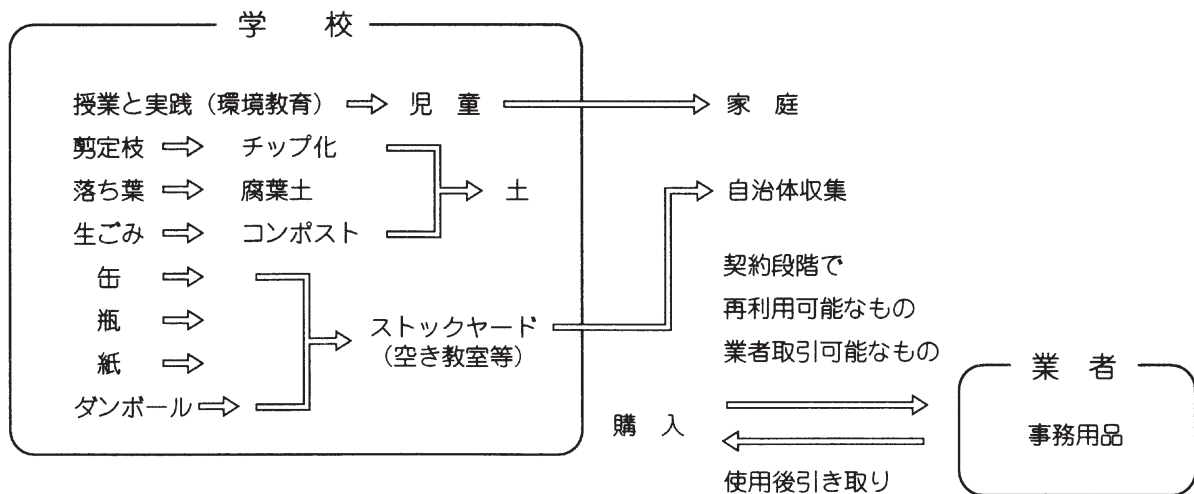 学　校
授業と実践（環境教育） ⇨ 児　童 ⇨ 家　庭
剪定枝 ⇨ チップ化
落ち葉 ⇨ 腐葉土 ⇨ 土
生ごみ ⇨ コンポスト
缶 ⇨
瓶 ⇨
紙 ⇨
ダンボール ⇨
ストックヤード
（空き教室等）
自治体収集
契約段階で
再利用可能なもの
業者取引可能なもの
購　入
使用後引き取り
業　者
事務用品